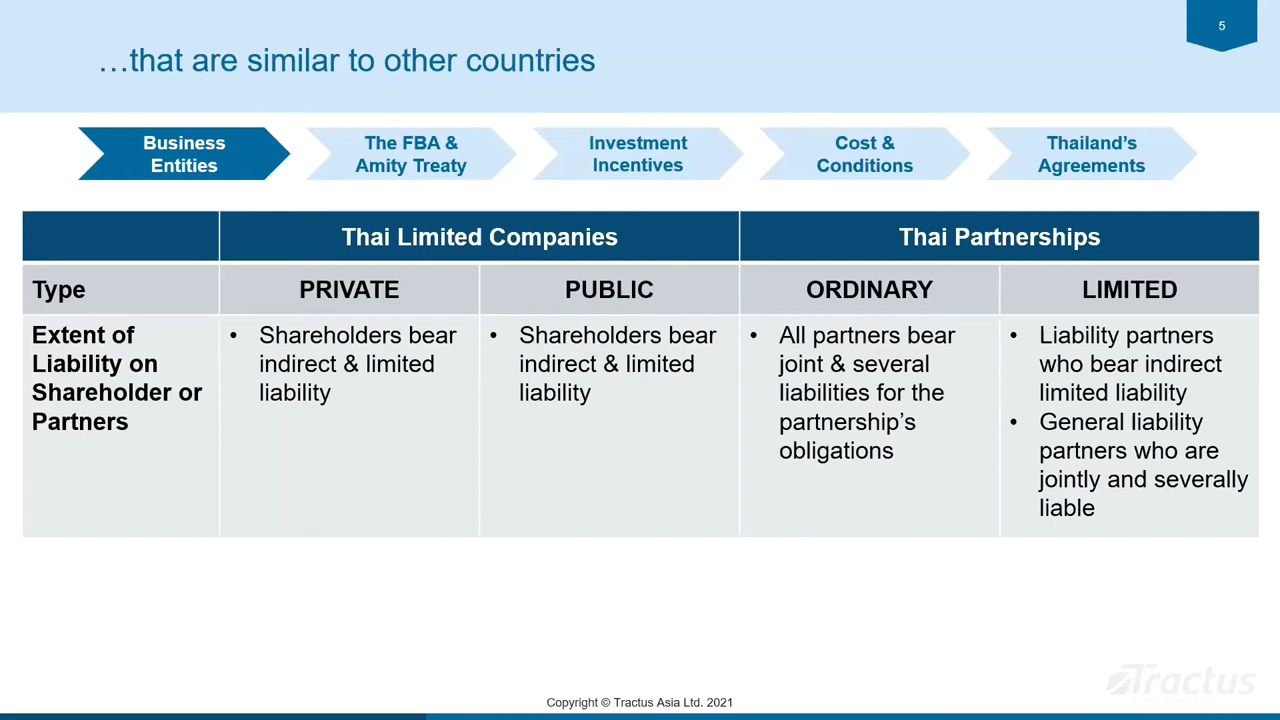 5
…that are similar to other countries
Business
Entities
The FBA &
Amity Treaty
Investment
Incentives
Cost &
Conditions
Thailand’s
Agreements
Thai Limited Companies
Thai Partnerships
Type
PRIVATE
PUBLIC
ORDINARY
LIMITED
Extent of
Liability on
Shareholder or
Partners
• Shareholders bear
indirect & limited
liability
• Shareholders bear
indirect & limited
liability
• All partners bear
joint & several
liabilities for the
partnership’s
obligations
• Liability partners
who bear indirect
limited liability
• General liability
partners who are
jointly and severally
liable
Tractus
Copyright © Tractus Asia Ltd. 2021